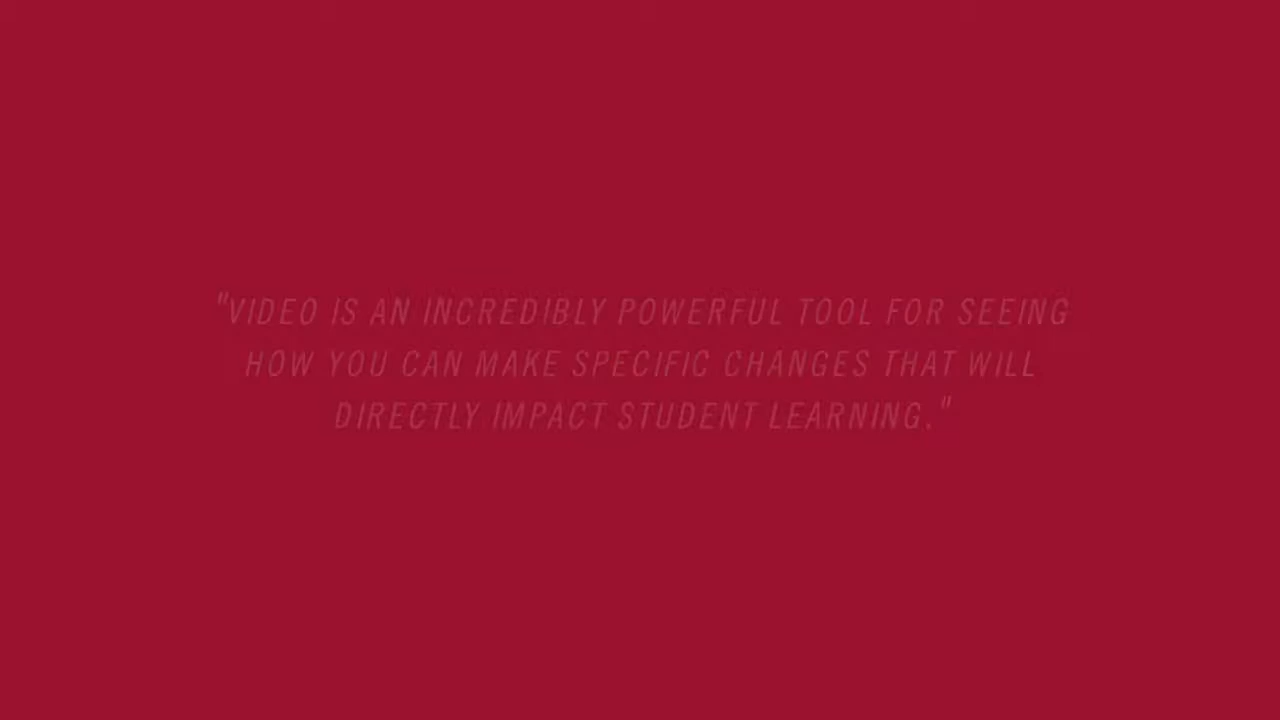 "VIDEO IS AN INCREDIBLY POWERFUL TOOL FOR SEEING
HOW YOU CAN MAKE SPECIFIC CHANGES THAT WILL
DIRECTLY IMPACT STUDENT LEARNING."